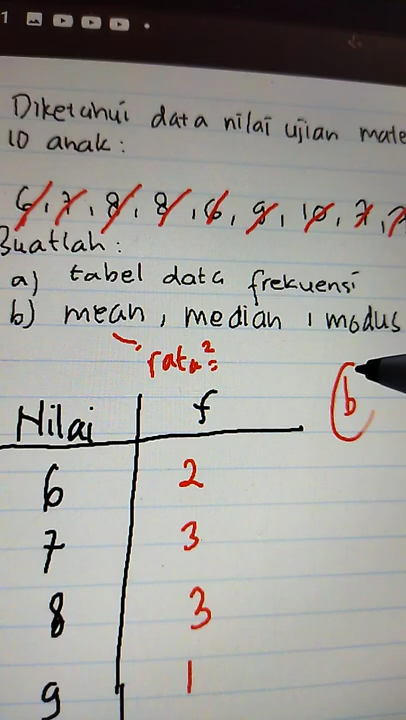 1
Diketahui data nilai ujian mate
10 anak:
6, 7, 8, 8, 6, 9, 10, 7, 7
Buatlah:
a) tabel data frekuensi
b) mean, median, modus
rata²
Nilai f b
6 2
7 3
8 3
9 1